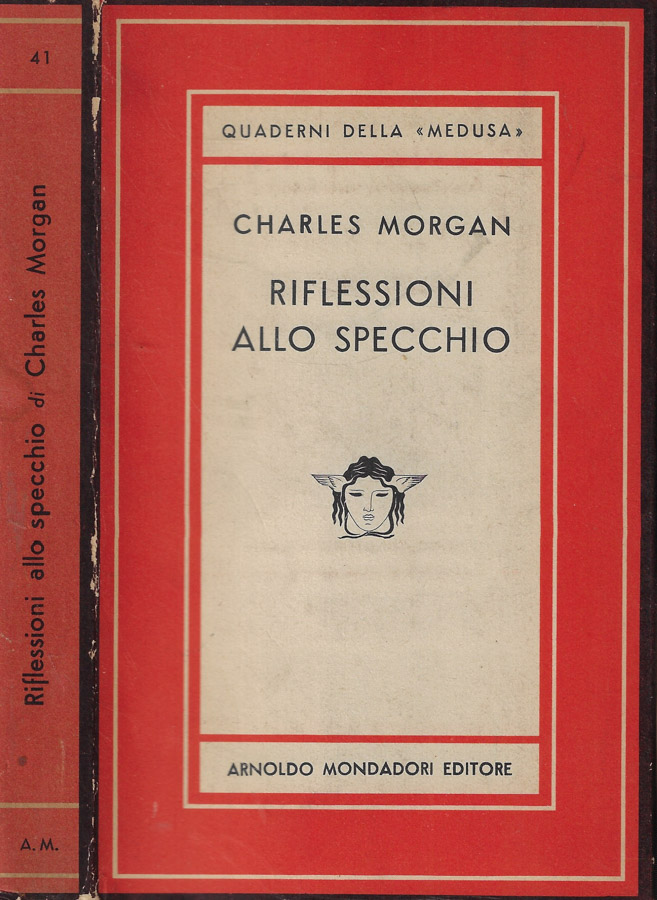 41
Riflessioni allo specchio di Charles Morgan
A.M.
QUADERNI DELLA «MEDUSA»
CHARLES MORGAN
RIFLESSIONI
ALLO SPECCHIO
ARNOLDO MONDADORI EDITORE